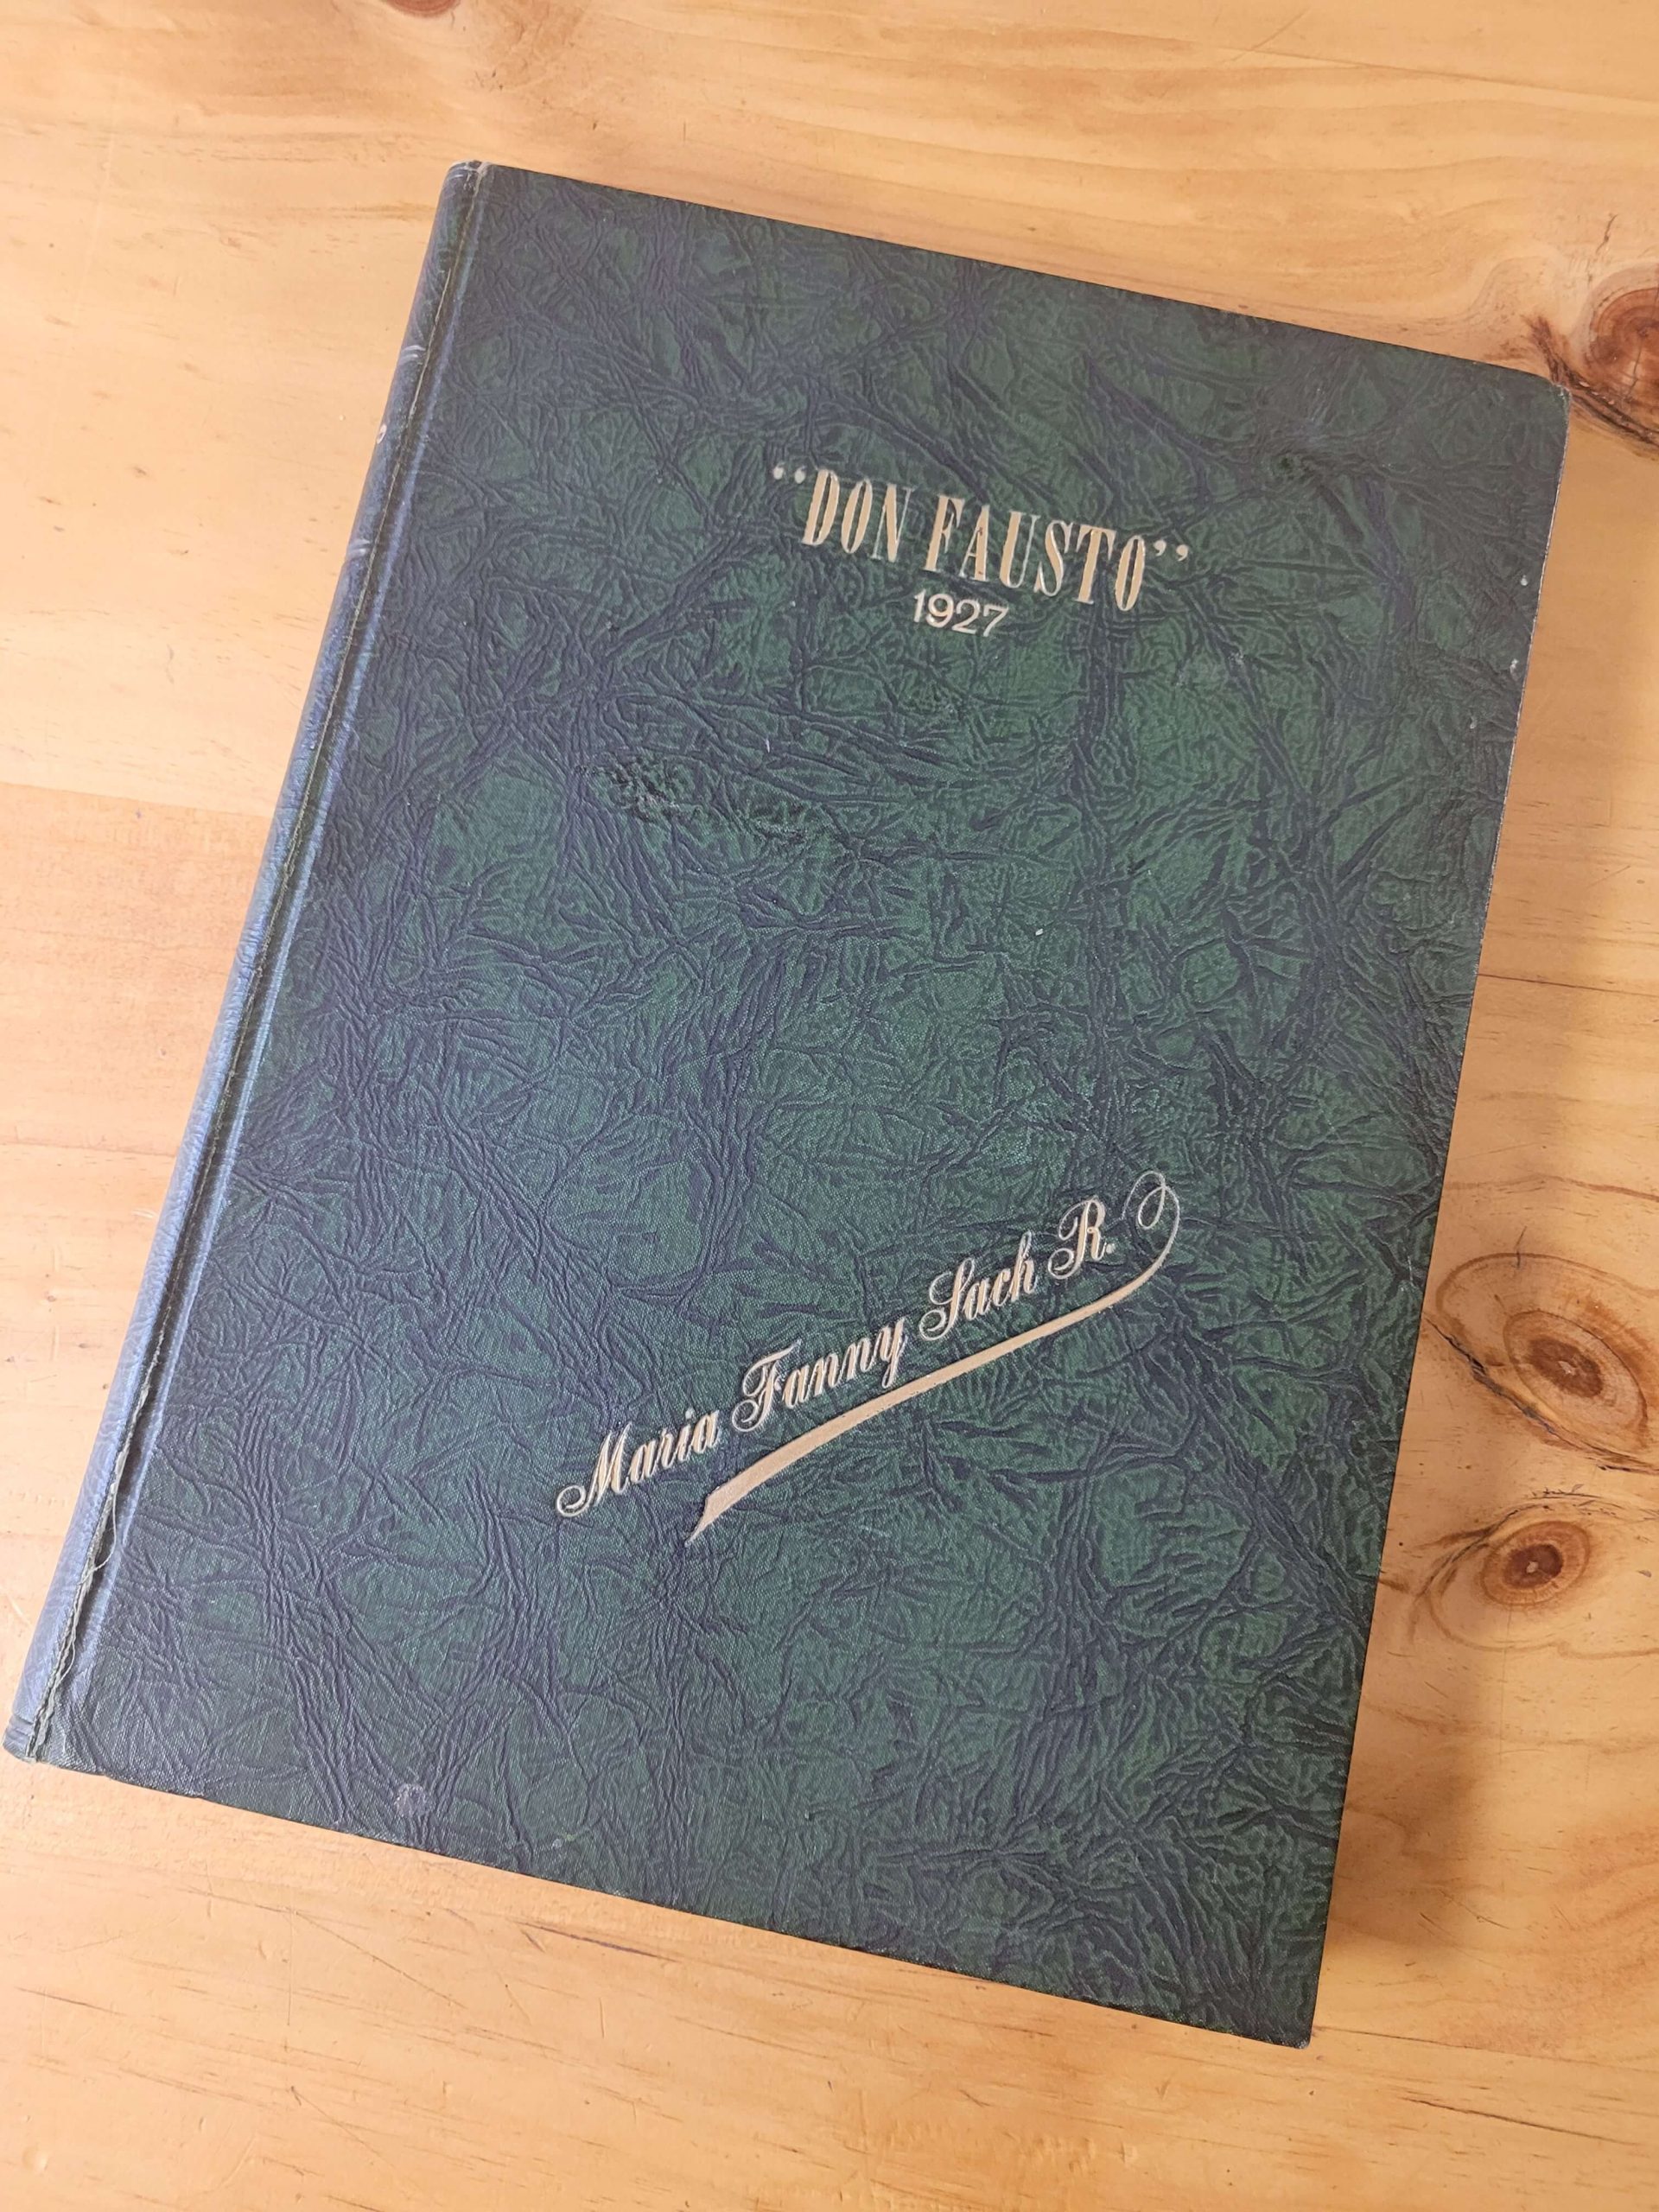 “DON FAUSTO”
1927
Maria Fanny Sach R.